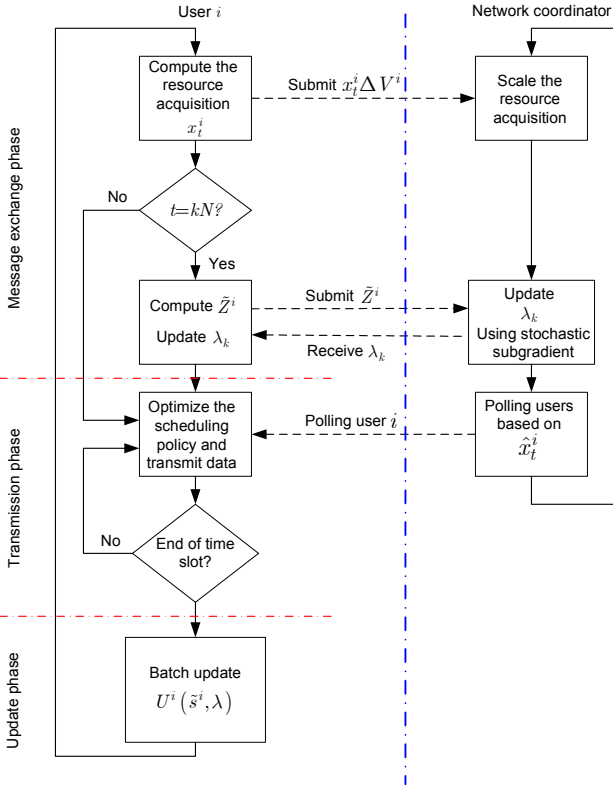 User i
Network coordinator
Message exchange phase
Compute the
resource
acquisition
x_t^i
Submit x_t^i Δ V^i
Scale the
resource
acquisition
t=kN?
No
Yes
Compute Z̃^i
Update λ_k
Submit Z̃^i
Receive λ_k
Update
λ_k
Using stochastic
subgradient
Transmission phase
Optimize the
scheduling
policy and
transmit data
Polling user i
Polling users
based on
x̂_t^i
End of time
slot?
No
Update phase
Batch update
U^i (s̃^i, λ)